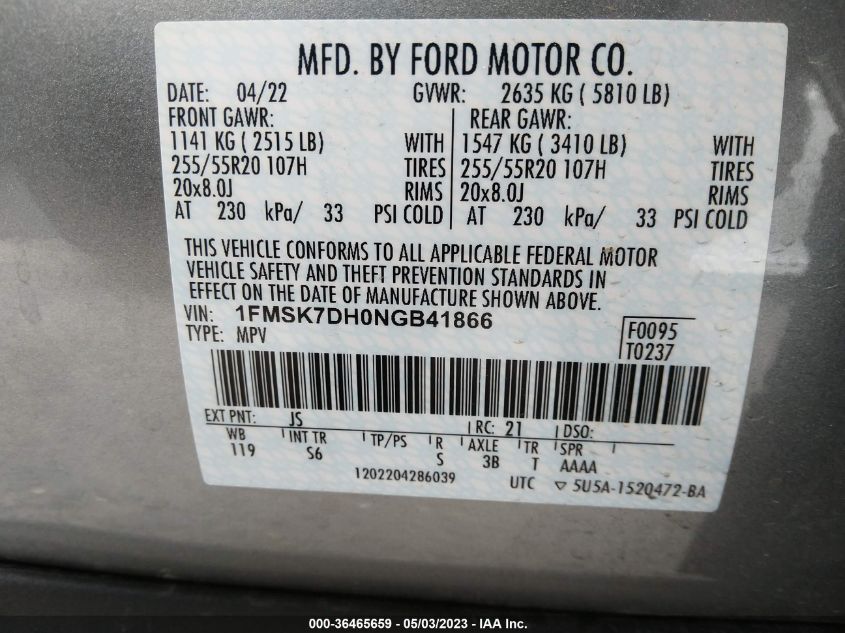 MFD. BY FORD MOTOR CO.
DATE: 04/22 GVWR: 2635 KG ( 5810 LB)
FRONT GAWR: REAR GAWR:
1141 KG ( 2515 LB) WITH 1547 KG ( 3410 LB) WITH
255/55R20 107H TIRES 255/55R20 107H TIRES
20x8.0J RIMS 20x8.0J RIMS
AT 230 kPa/ 33 PSI COLD AT 230 kPa/ 33 PSI COLD
THIS VEHICLE CONFORMS TO ALL APPLICABLE FEDERAL MOTOR
VEHICLE SAFETY AND THEFT PREVENTION STANDARDS IN
EFFECT ON THE DATE OF MANUFACTURE SHOWN ABOVE.
VIN: 1FMSK7DH0NGB41866
TYPE: MPV
F0095
T0237
EXT PNT: JS RC: 21 DSO:
WB INT TR TP/PS R AXLE TR SPR
119 S6 S 3B T AAAA
1202204286039 UTC ▽ 5U5A-1520472-BA
000-36465659 - 05/03/2023 - IAA Inc.